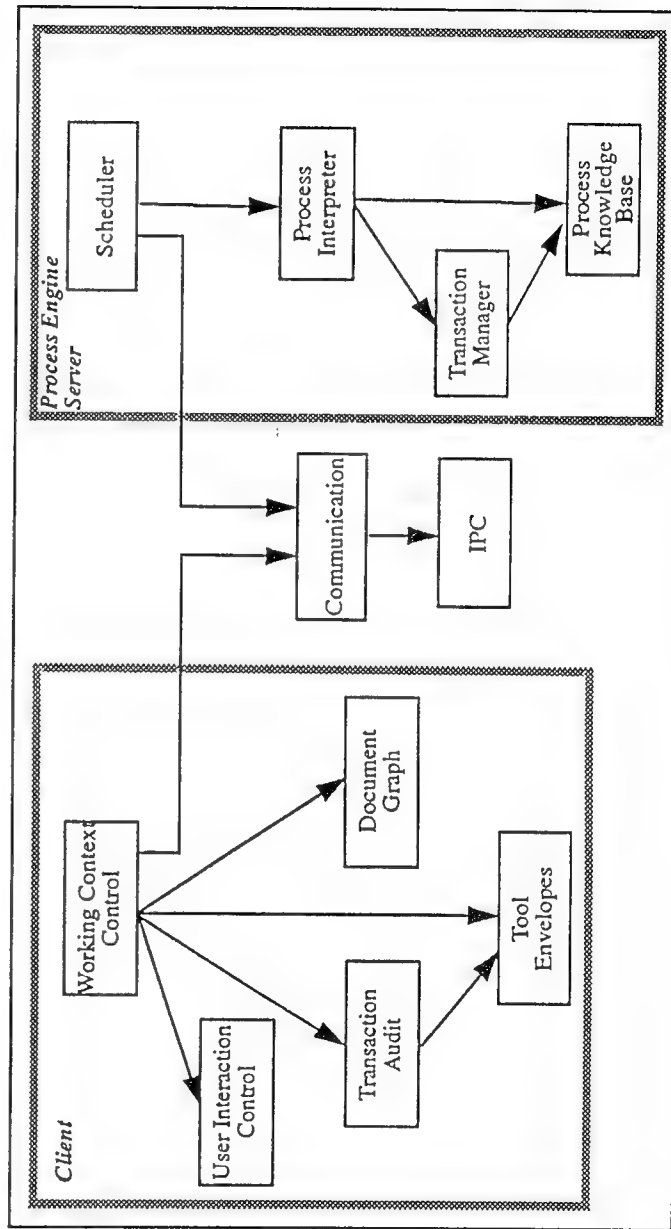 Client
Working Context
Control
User Interaction
Control
Transaction
Audit
Document
Graph
Tool
Envelopes
Communication
IPC
Process Engine
Server
Scheduler
Process
Interpreter
Transaction
Manager
Process
Knowledge
Base